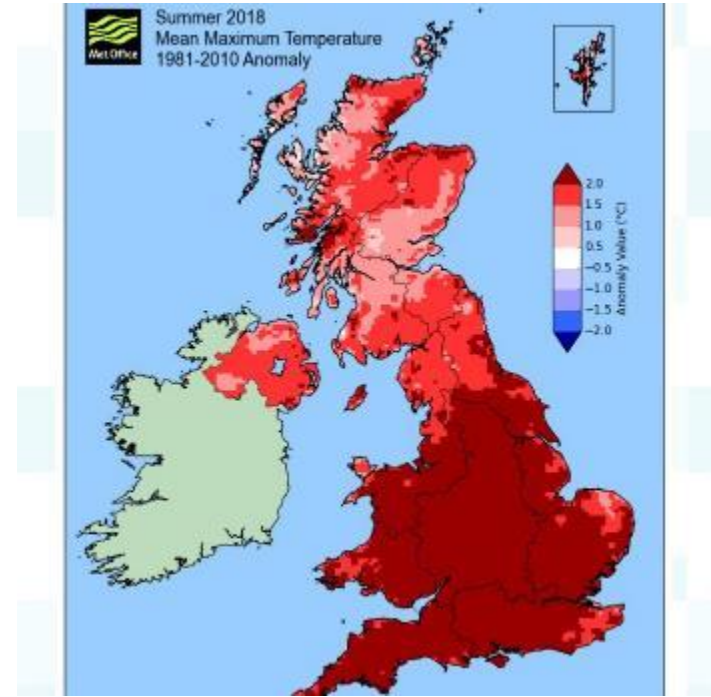 Summer 2018
Mean Maximum Temperature
1981-2010 Anomaly
Met Office
2.0
1.5
1.0
0.5
−0.5
−1.0
−1.5
−2.0
Anomaly Value (°C)